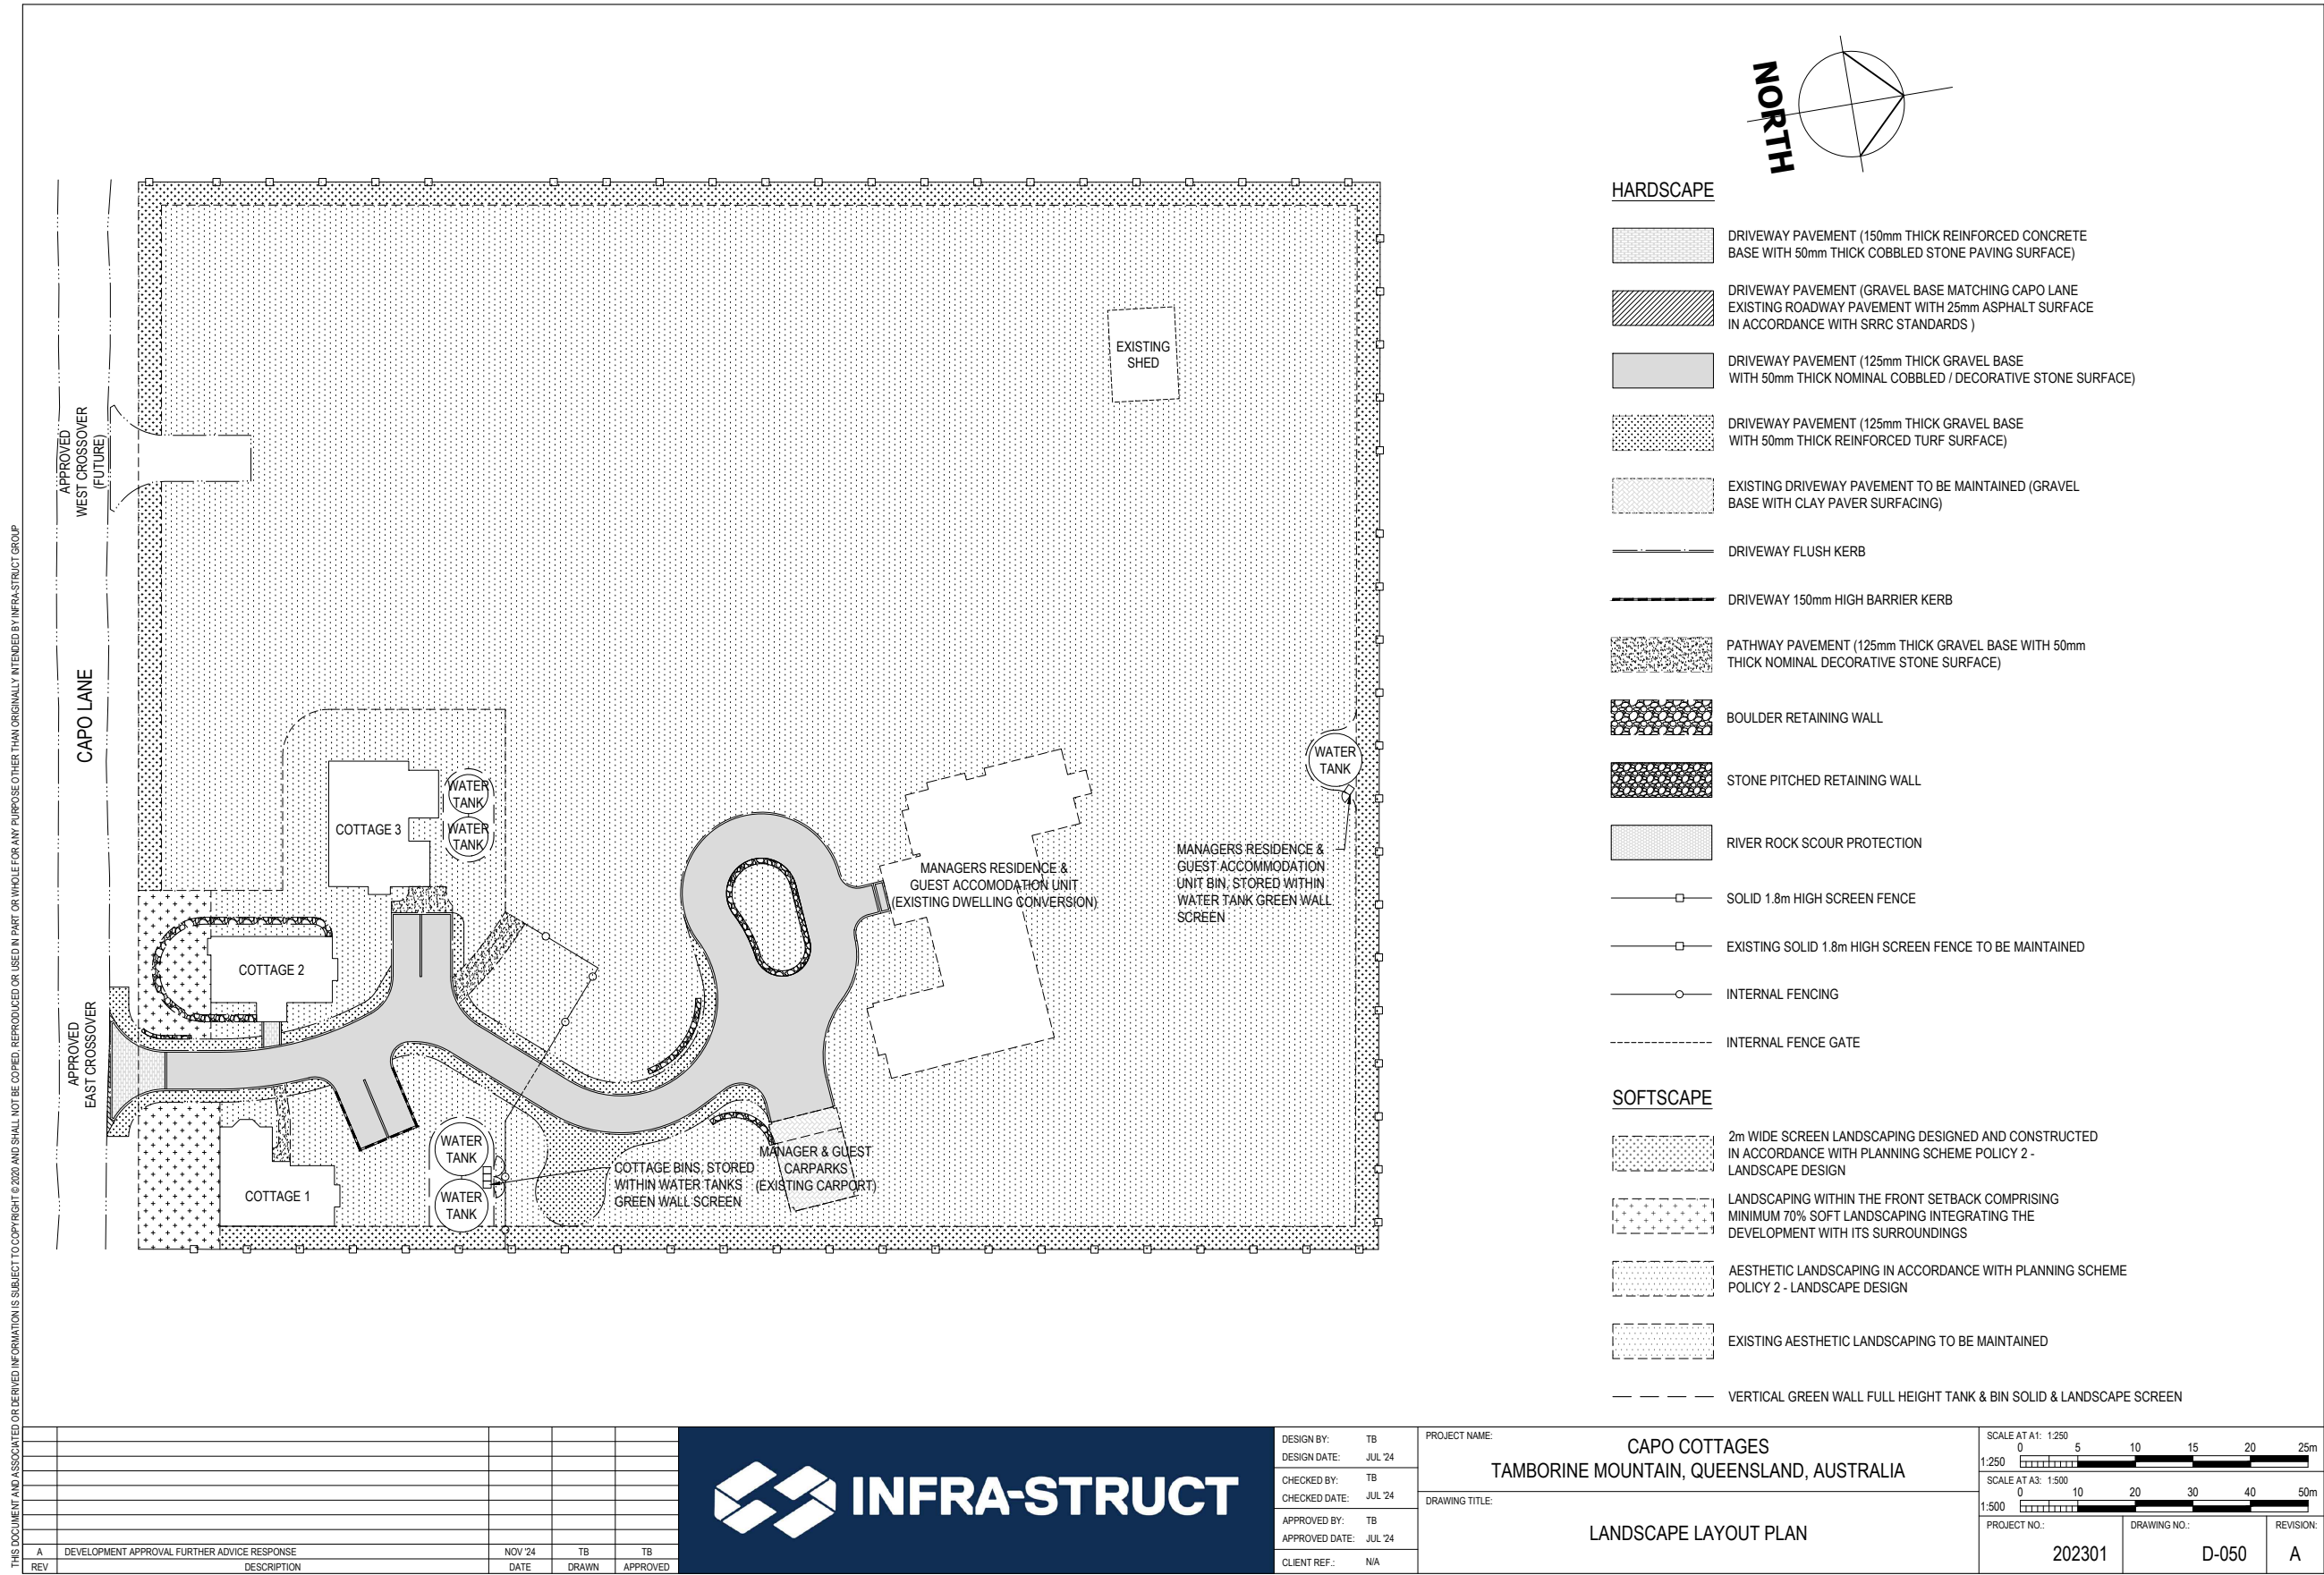 NORTH
HARDSCAPE
DRIVEWAY PAVEMENT (150mm THICK REINFORCED CONCRETE
BASE WITH 50mm THICK COBBLED STONE PAVING SURFACE)
DRIVEWAY PAVEMENT (GRAVEL BASE MATCHING CAPO LANE
EXISTING ROADWAY PAVEMENT WITH 25mm ASPHALT SURFACE
IN ACCORDANCE WITH SRRC STANDARDS )
DRIVEWAY PAVEMENT (125mm THICK GRAVEL BASE
WITH 50mm THICK NOMINAL COBBLED / DECORATIVE STONE SURFACE)
DRIVEWAY PAVEMENT (125mm THICK GRAVEL BASE
WITH 50mm THICK REINFORCED TURF SURFACE)
EXISTING DRIVEWAY PAVEMENT TO BE MAINTAINED (GRAVEL
BASE WITH CLAY PAVER SURFACING)
DRIVEWAY FLUSH KERB
DRIVEWAY 150mm HIGH BARRIER KERB
PATHWAY PAVEMENT (125mm THICK GRAVEL BASE WITH 50mm
THICK NOMINAL DECORATIVE STONE SURFACE)
BOULDER RETAINING WALL
STONE PITCHED RETAINING WALL
RIVER ROCK SCOUR PROTECTION
SOLID 1.8m HIGH SCREEN FENCE
EXISTING SOLID 1.8m HIGH SCREEN FENCE TO BE MAINTAINED
INTERNAL FENCING
INTERNAL FENCE GATE
SOFTSCAPE
2m WIDE SCREEN LANDSCAPING DESIGNED AND CONSTRUCTED
IN ACCORDANCE WITH PLANNING SCHEME POLICY 2 -
LANDSCAPE DESIGN
LANDSCAPING WITHIN THE FRONT SETBACK COMPRISING
MINIMUM 70% SOFT LANDSCAPING INTEGRATING THE
DEVELOPMENT WITH ITS SURROUNDINGS
AESTHETIC LANDSCAPING IN ACCORDANCE WITH PLANNING SCHEME
POLICY 2 - LANDSCAPE DESIGN
EXISTING AESTHETIC LANDSCAPING TO BE MAINTAINED
VERTICAL GREEN WALL FULL HEIGHT TANK & BIN SOLID & LANDSCAPE SCREEN
EXISTING
SHED
APPROVED
WEST CROSSOVER
(FUTURE)
CAPO LANE
APPROVED
EAST CROSSOVER
COTTAGE 3
WATER
TANK
WATER
TANK
COTTAGE 2
COTTAGE 1
WATER
TANK
WATER
TANK
COTTAGE BINS, STORED
WITHIN WATER TANKS
GREEN WALL SCREEN
MANAGER & GUEST
CARPARKS
(EXISTING CARPORT)
MANAGERS RESIDENCE &
GUEST ACCOMODATION UNIT
(EXISTING DWELLING CONVERSION)
WATER
TANK
MANAGERS RESIDENCE &
GUEST ACCOMMODATION
UNIT BIN, STORED WITHIN
WATER TANK GREEN WALL
SCREEN
THIS DOCUMENT AND ASSOCIATED OR DERIVED INFORMATION IS SUBJECT TO COPYRIGHT © 2020 AND SHALL NOT BE COPIED, REPRODUCED OR USED IN PART OR WHOLE FOR ANY PURPOSE OTHER THAN ORIGINALLY INTENDED BY INFRA-STRUCT GROUP
A DEVELOPMENT APPROVAL FURTHER ADVICE RESPONSE NOV '24 TB TB
REV DESCRIPTION DATE DRAWN APPROVED
INFRA-STRUCT
DESIGN BY: TB
DESIGN DATE: JUL '24
CHECKED BY: TB
CHECKED DATE: JUL '24
APPROVED BY: TB
APPROVED DATE: JUL '24
CLIENT REF.: N/A
PROJECT NAME:
CAPO COTTAGES
TAMBORINE MOUNTAIN, QUEENSLAND, AUSTRALIA
DRAWING TITLE:
LANDSCAPE LAYOUT PLAN
SCALE AT A1: 1:250
0 5 10 15 20 25m
1:250
SCALE AT A3: 1:500
0 10 20 30 40 50m
1:500
PROJECT NO.: DRAWING NO.: REVISION:
202301 D-050 A